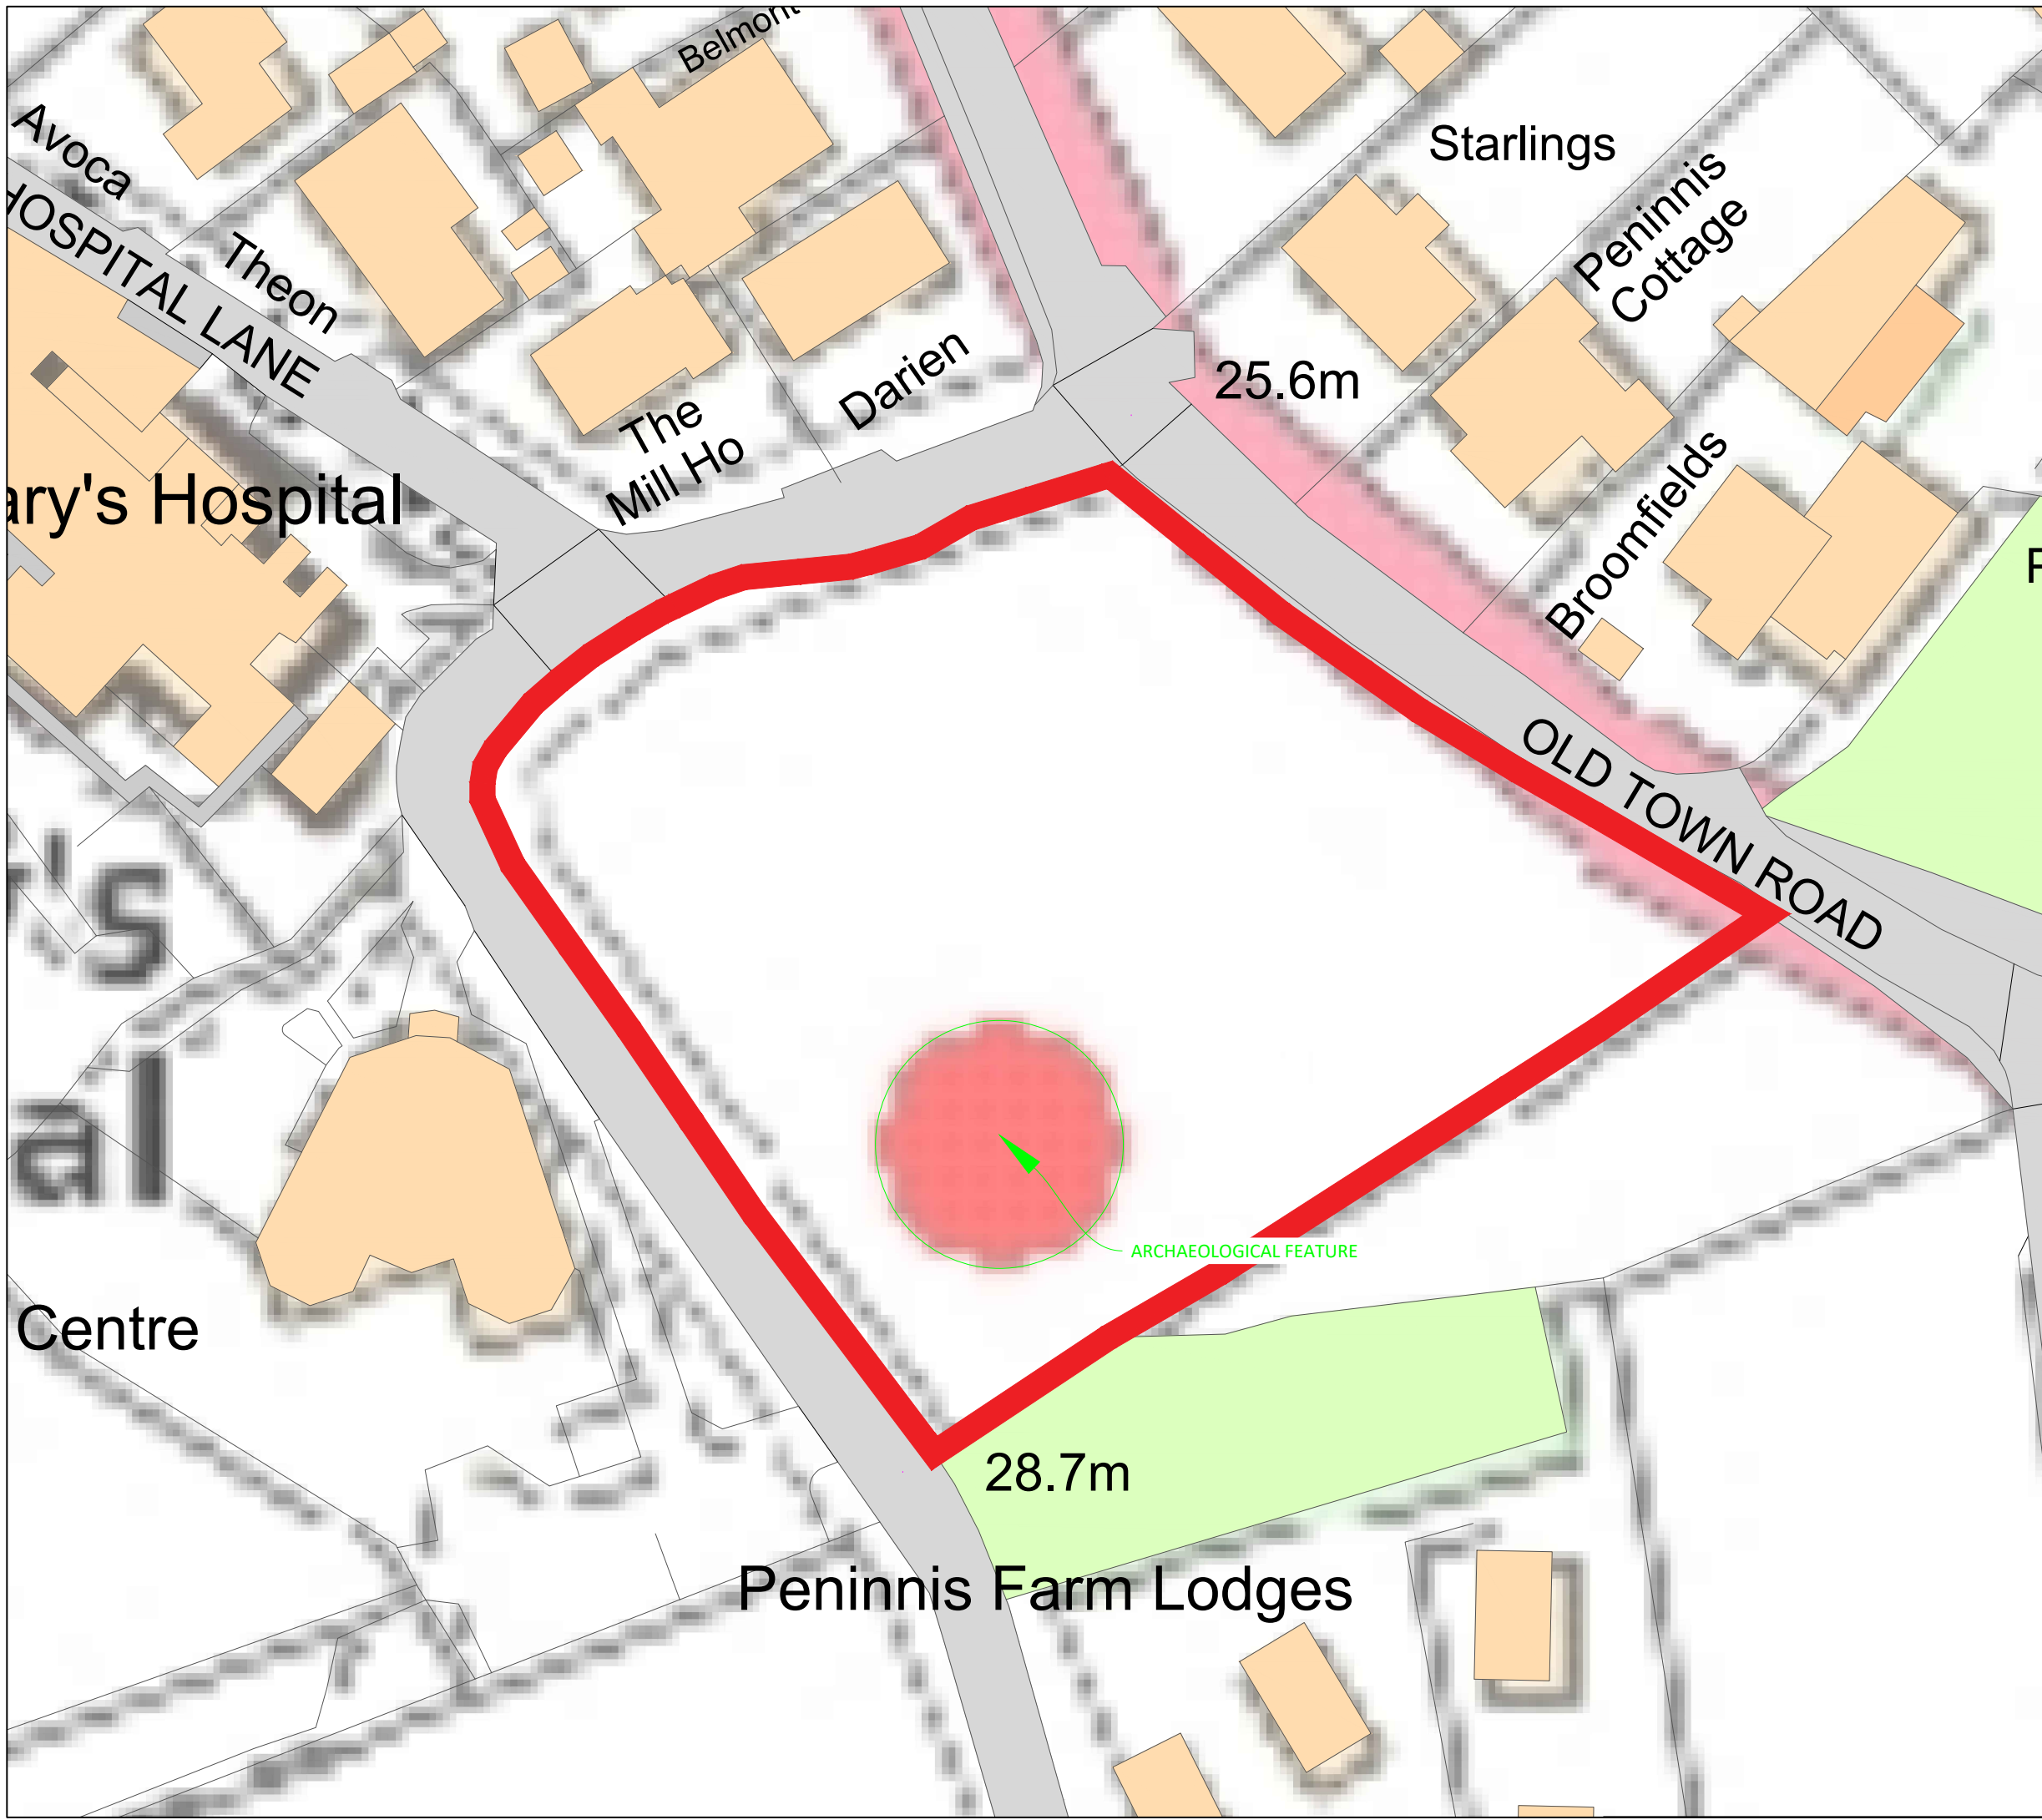 Belmont
Avoca
Starlings
HOSPITAL LANE
Theon
Peninnis
Cottage
25.6m
Darien
The
Mill Ho
Broomfields
ary's Hospital
OLD TOWN ROAD
r's
al
ARCHAEOLOGICAL FEATURE
Centre
28.7m
Peninnis Farm Lodges